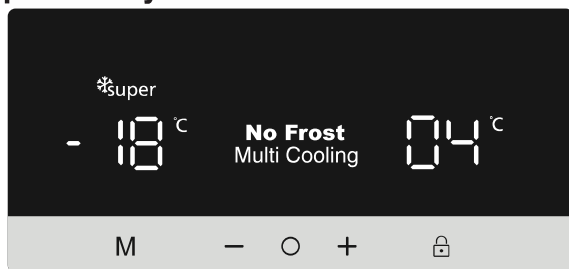 super
- 18 °C
No Frost
Multi Cooling
04 °C
M - ○ +